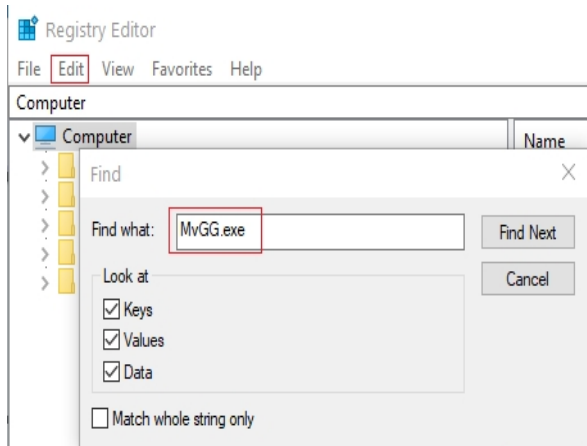 Registry Editor
File Edit View Favorites Help
Computer
Computer
Name
Find
Find what: MvGG.exe Find Next
Look at Cancel
Keys
Values
Data
Match whole string only